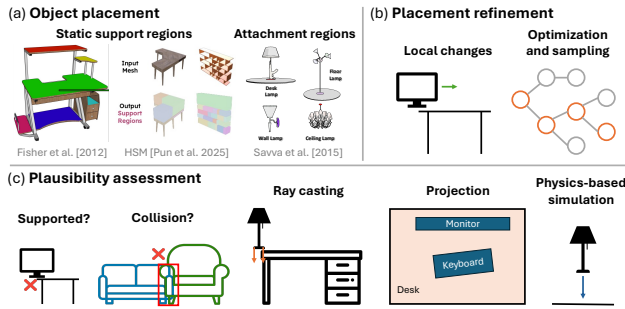 (a) Object placement
Static support regions
Attachment regions
Input
Mesh
Output
Support
Regions
Desk
Lamp
Floor
Lamp
Wall Lamp
Ceiling Lamp
Fisher et al. [2012]
HSM [Pun et al. 2025]
Savva et al. [2015]
(b) Placement refinement
Local changes
Optimization
and sampling
(c) Plausibility assessment
Supported?
Collision?
Ray casting
Projection
Physics-based
simulation
Monitor
Keyboard
Desk